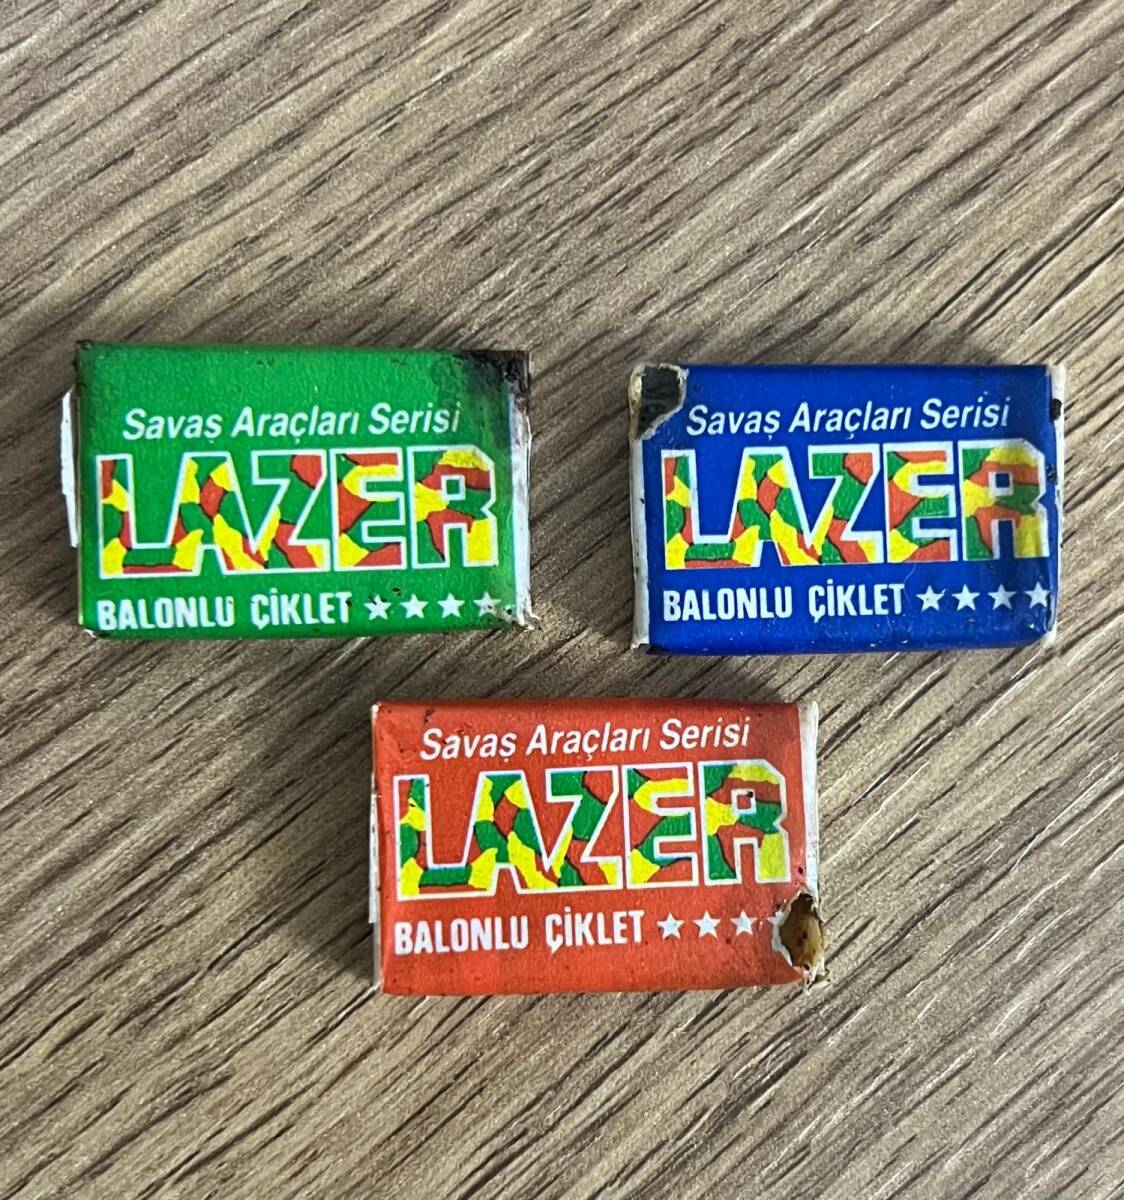 Savaş Araçları Serisi
LAZER
BALONLU ÇİKLET ★★★★
Savaş Araçları Serisi
LAZER
BALONLU ÇİKLET ★★★★
Savaş Araçları Serisi
LAZER
BALONLU ÇİKLET ★★★★